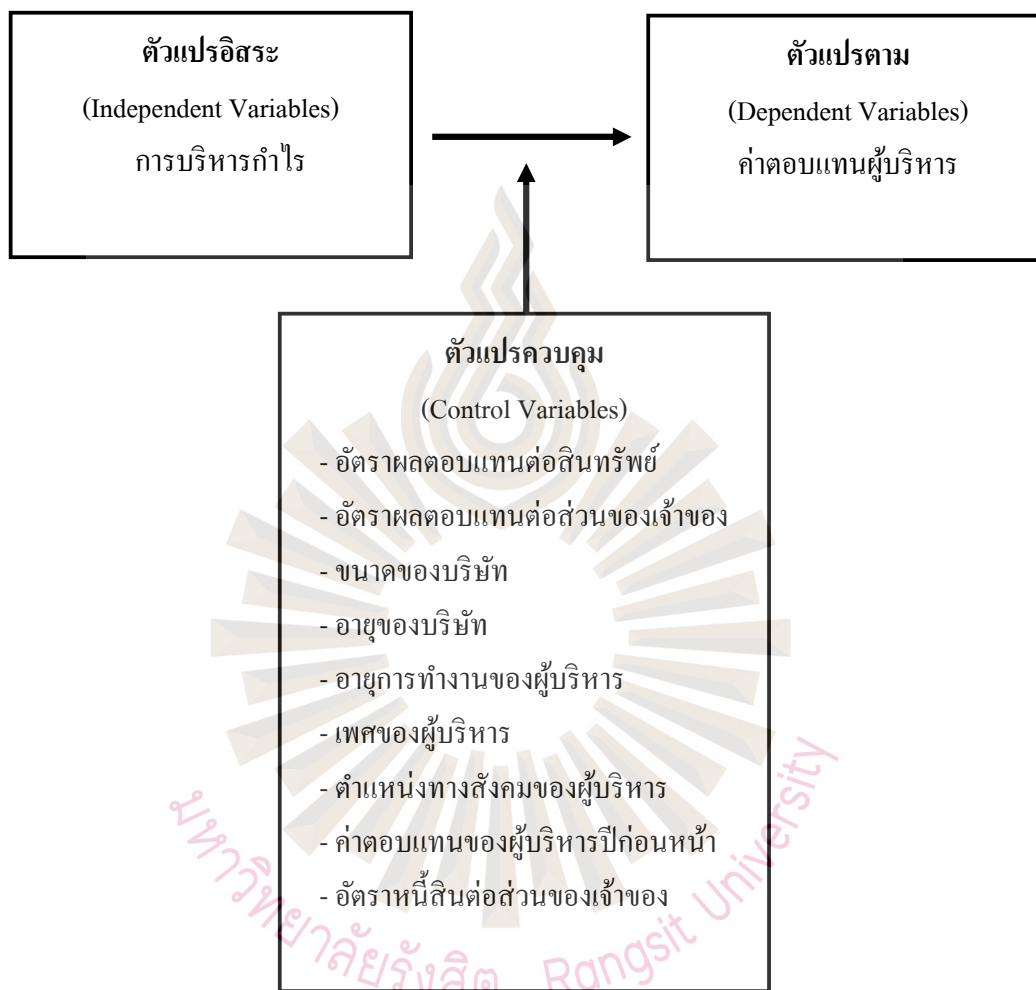 ตัวแปรอิสระ
(Independent Variables)
การบริหารกำไร
ตัวแปรตาม
(Dependent Variables)
ค่าตอบแทนผู้บริหาร
ตัวแปรควบคุม
(Control Variables)
- อัตราผลตอบแทนต่อสินทรัพย์
- อัตราผลตอบแทนต่อส่วนของเจ้าของ
- ขนาดของบริษัท
- อายุของบริษัท
- อายุการทำงานของผู้บริหาร
- เพศของผู้บริหาร
- ตำแหน่งทางสังคมของผู้บริหาร
- ค่าตอบแทนของผู้บริหารปีก่อนหน้า
- อัตราหนี้สินต่อส่วนของเจ้าของ
มหาวิทยาลัยรังสิต Rangsit University